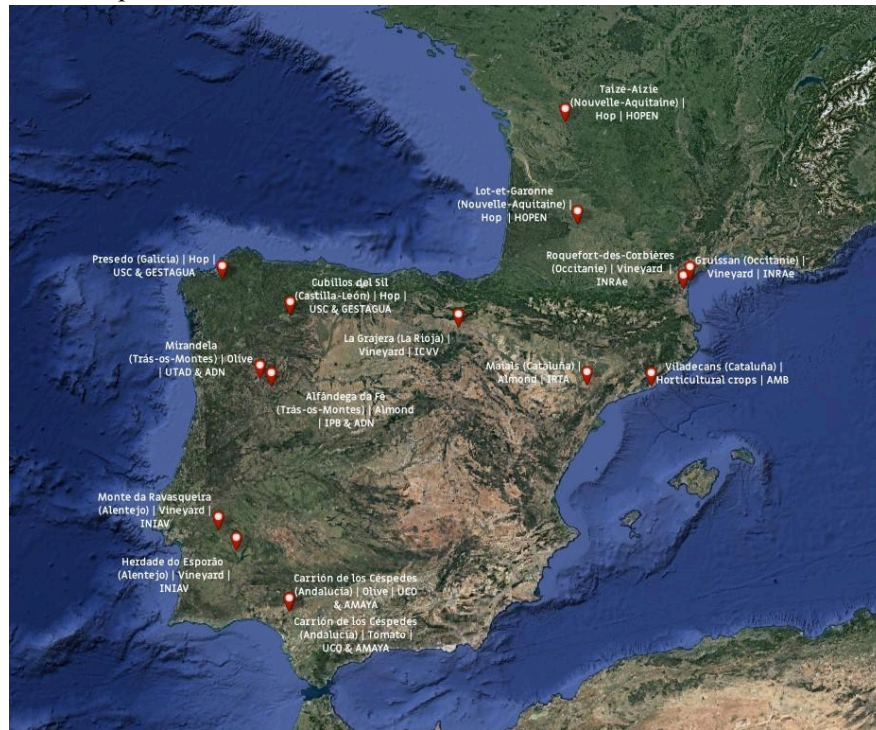 Taizé-Aizie
(Nouvelle-Aquitaine) |
Hop | HOPEN
Lot-et-Garonne
(Nouvelle-Aquitaine) |
Hop | HOPEN
Roquefort-des-Corbières
(Occitanie) | Vineyard |
INRAe
Gruissan (Occitanie) |
Vineyard | INRAe
Presedo (Galicia) | Hop |
USC & GESTAGUA
Cubillos del Sil
(Castilla-León) | Hop |
USC & GESTAGUA
La Grajera (La Rioja) |
Vineyard | ICVV
Mirandela
(Trás-os-Montes) | Olive
| UTAD & ADN
Maials (Cataluña) |
Almond | IRTA
Viladecans (Cataluña) |
Horticultural crops | AMB
Alfândega da Fé
(Trás-os-Montes) | Almond
| IPB & ADN
Monte da Ravasqueira
(Alentejo) | Vineyard |
INIAV
Herdade do Esporão
(Alentejo) | Vineyard |
INIAV
Carrión de los Céspedes
(Andalucía) | Olive | UCO
& AMAYA
Carrión de los Céspedes
(Andalucía) | Tomato |
UCO & AMAYA